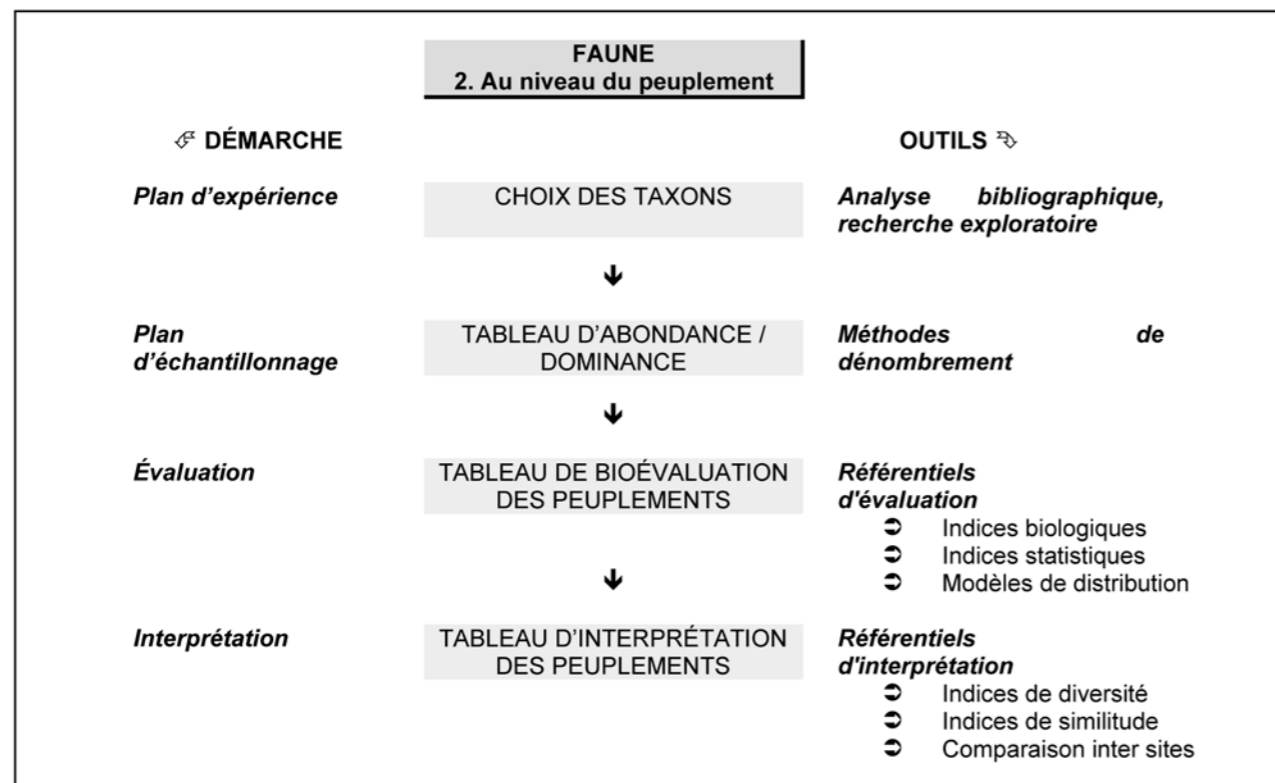 FAUNE
2. Au niveau du peuplement
DÉMARCHE
OUTILS
Plan d’expérience
CHOIX DES TAXONS
Analyse bibliographique,
recherche exploratoire
Plan
d’échantillonnage
TABLEAU D’ABONDANCE /
DOMINANCE
Méthodes de
dénombrement
Évaluation
TABLEAU DE BIOÉVALUATION
DES PEUPLEMENTS
Référentiels
d'évaluation
Indices biologiques
Indices statistiques
Modèles de distribution
Interprétation
TABLEAU D’INTERPRÉTATION
DES PEUPLEMENTS
Référentiels
d'interprétation
Indices de diversité
Indices de similitude
Comparaison inter sites